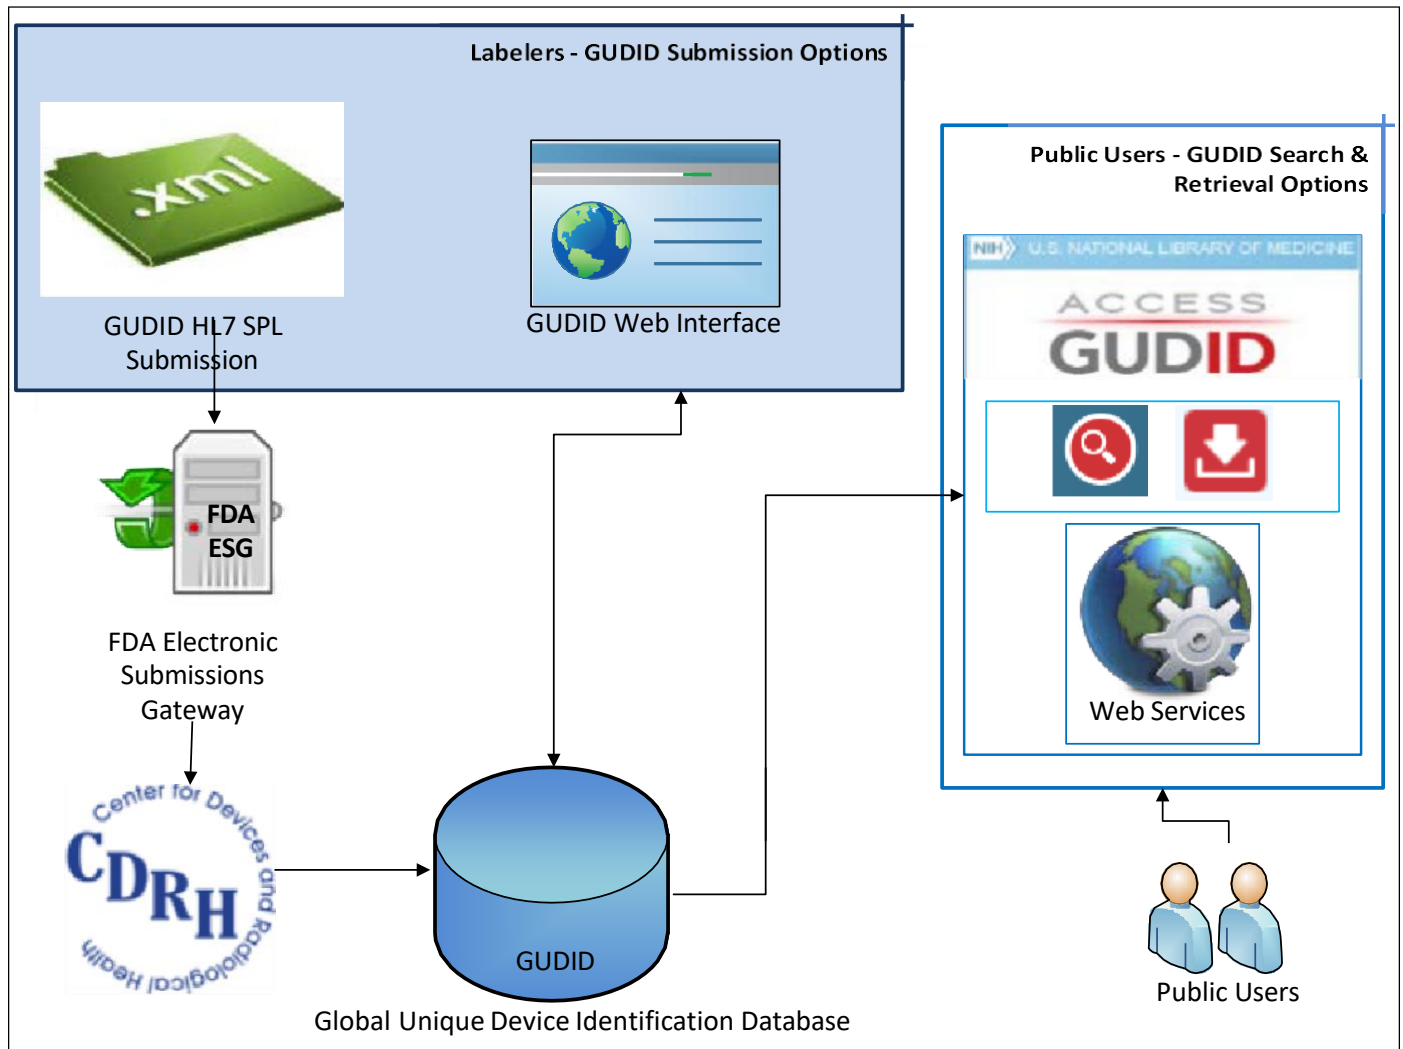 Labelers - GUDID Submission Options
.xml
GUDID HL7 SPL
Submission
GUDID Web Interface
Public Users - GUDID Search &
Retrieval Options
NIH
U.S. NATIONAL LIBRARY OF MEDICINE
ACCESS
GUDID
FDA
ESG
FDA Electronic
Submissions
Gateway
Web Services
Center for Devices and Radiological Health
CDRH
GUDID
Global Unique Device Identification Database
Public Users